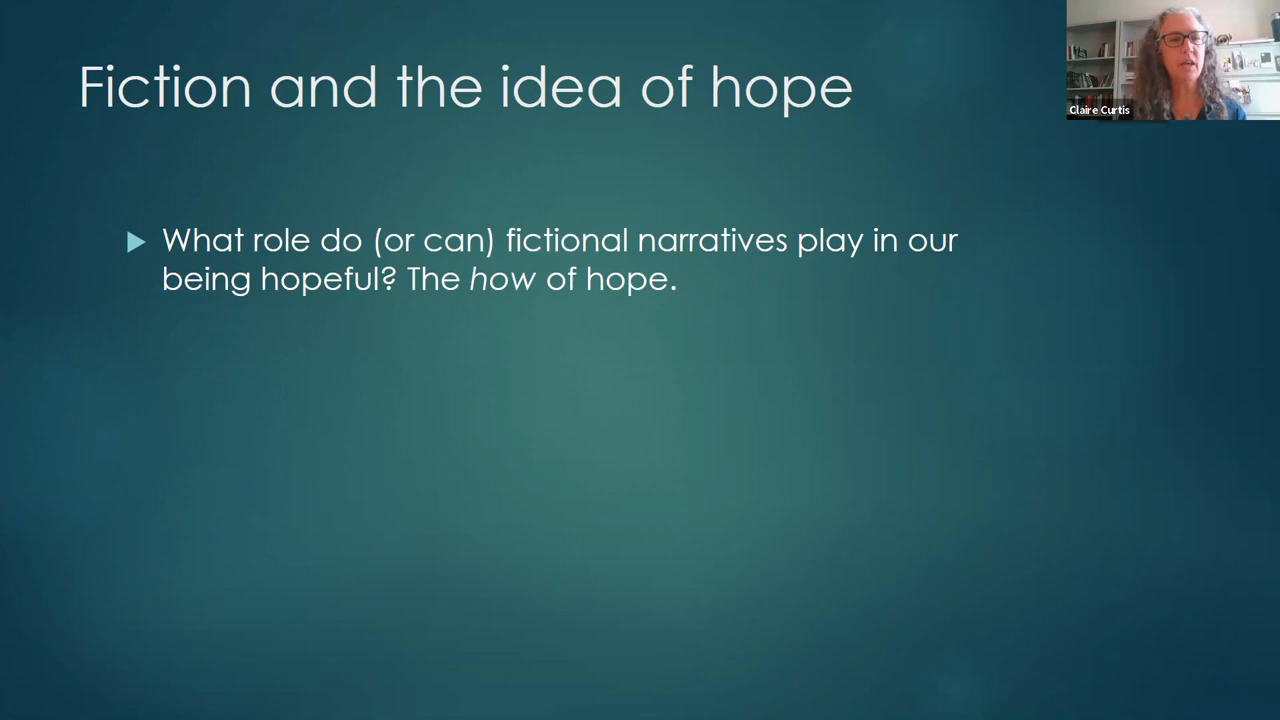 Fiction and the idea of hope
Claire Curtis
What role do (or can) fictional narratives play in our
being hopeful? The how of hope.